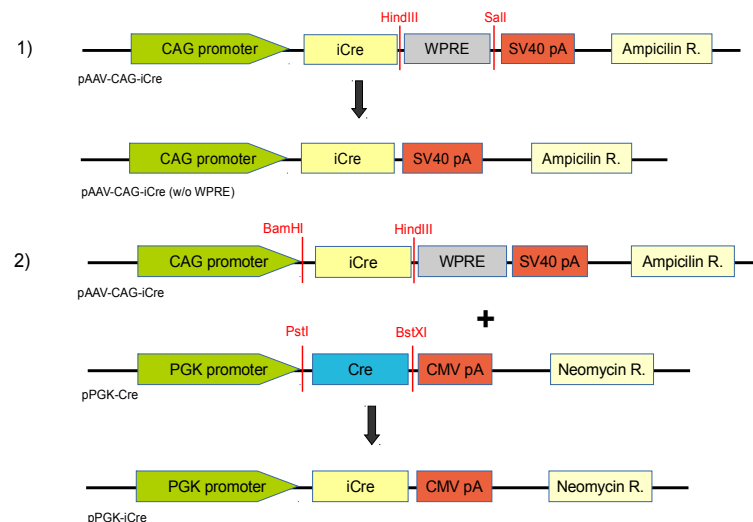 HindIII SalI
1) CAG promoter iCre WPRE SV40 pA Ampicilin R.
pAAV-CAG-iCre
CAG promoter iCre SV40 pA Ampicilin R.
pAAV-CAG-iCre (w/o WPRE)
BamHI HindIII
2) CAG promoter iCre WPRE SV40 pA Ampicilin R.
pAAV-CAG-iCre
+
PstI BstXI
PGK promoter Cre CMV pA Neomycin R.
pPGK-Cre
PGK promoter iCre CMV pA Neomycin R.
pPGK-iCre